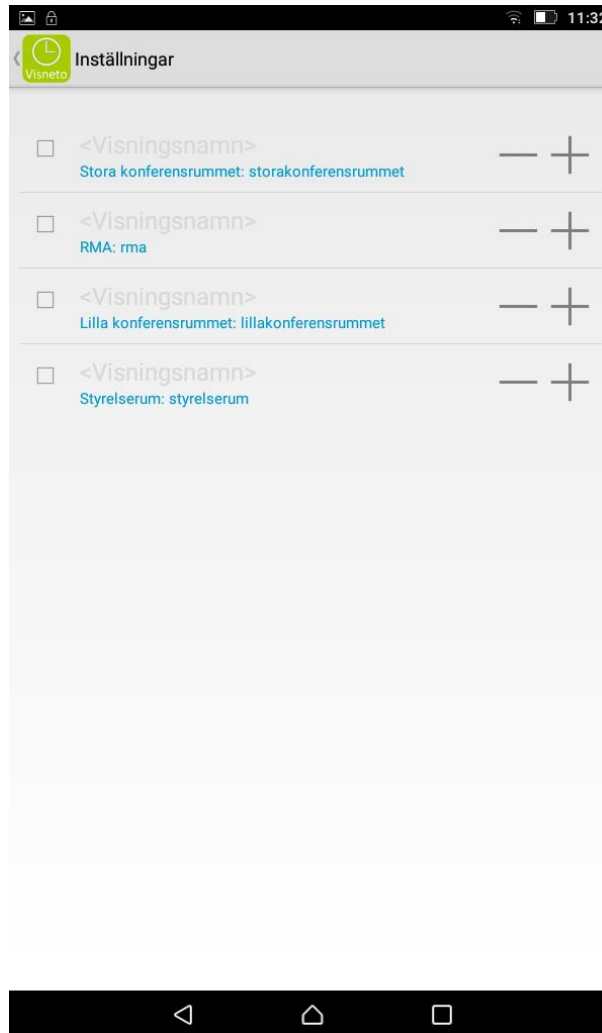 11:32
Visneto
Inställningar
<Visningsnamn>
Stora konferensrummet: storakonferensrummet
<Visningsnamn>
RMA: rma
<Visningsnamn>
Lilla konferensrummet: lillakonferensrummet
<Visningsnamn>
Styrelserum: styrelserum